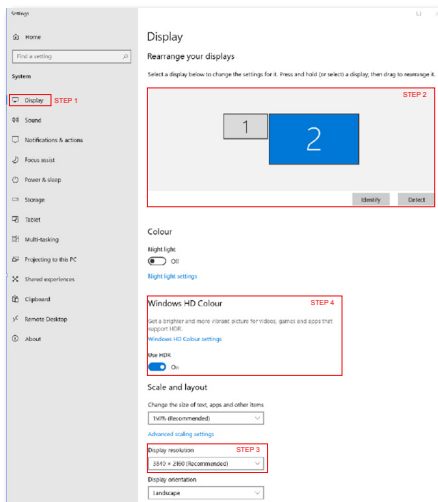 Settings
Home
Find a setting
System
Display STEP 1
Sound
Notifications & actions
Focus assist
Power & sleep
Storage
Tablet
Multi-tasking
Projecting to this PC
Shared experiences
Clipboard
Remote Desktop
About
Display
Rearrange your displays
Select a display below to change the settings for it. Press and hold (or select) a display, then drag to rearrange it.
STEP 2
1
2
Identify Detect
Colour
Night light
Off
Night light settings
Windows HD Colour STEP 4
Get a brighter and more vibrant picture for videos, games and apps that
support HDR.
Windows HD Colour settings
Use HDR
On
Scale and layout
Change the size of text, apps and other items
150% (Recommended)
Advanced scaling settings
Display resolution STEP 3
3840 × 2160 (Recommended)
Display orientation
Landscape